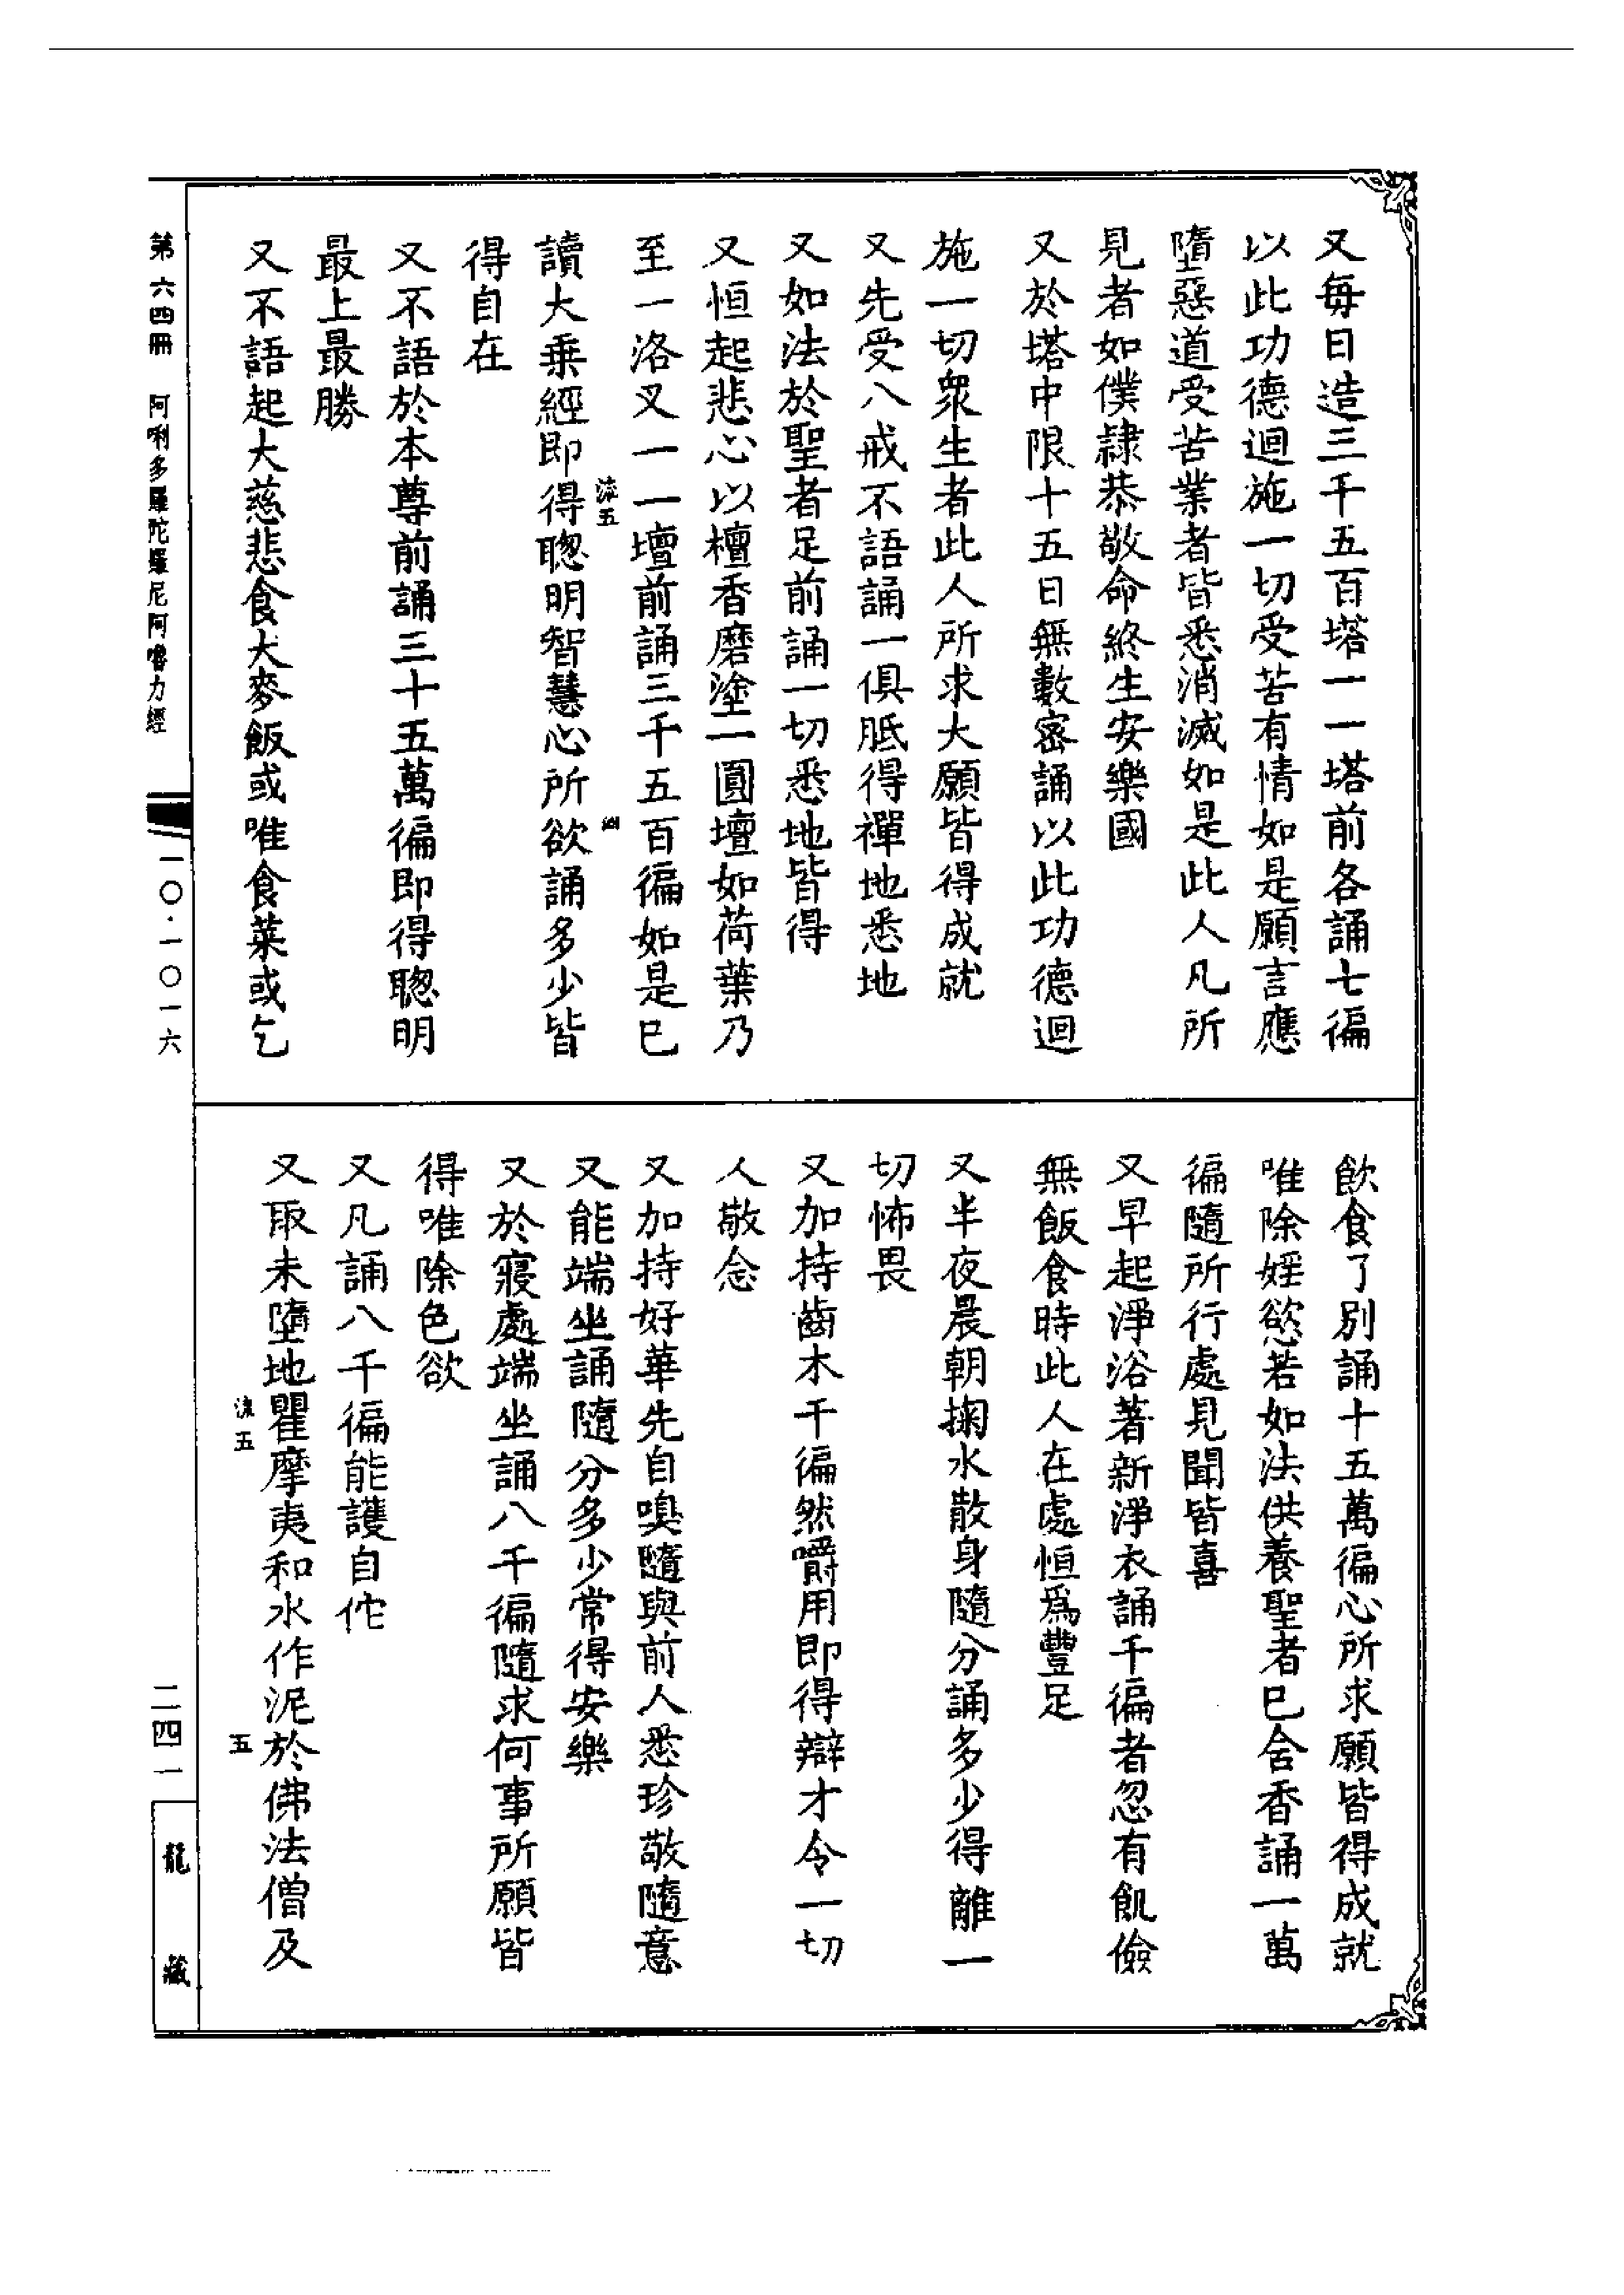 又每日造三千五百塔一一塔前各誦七徧
以此功德迴施一切受苦有情如是願言應
墮惡道受苦業者皆悉消滅如是此人凡所
見者如僕隸恭敬命終生安樂國
又於塔中限十五日無數密誦以此功德迴
施一切衆生者此人所求大願皆得成就
又先受八戒不語誦一俱胝得禪地悉地
又如法於聖者足前誦一切悉地皆得
又恒起悲心以檀香磨塗一圓壇如荷葉乃
至一洛叉一一壇前誦三千五百徧如是已
讀大乗經即得聦明智慧心所欲誦多少皆
得自在
又不語於本尊前誦三十五萬徧即得聦明
最上最勝
又不語起大慈悲食大麥飯或唯食菜或乞
飲食了別誦十五萬徧心所求願皆得成就
唯除婬慾若如法供養聖者已含香誦一萬
徧隨所行處見聞皆喜
又早起淨浴著新淨衣誦千徧者忽有飢儉
無飯食時此人在處恒爲豐足
又半夜晨朝掬水散身隨分誦多少得離一
切怖畏
又加持齒木千徧然嚼用即得辯才令一切
人敬念
又加持好華先自嗅隨與前人悉珍敬隨意
又能端坐誦隨分多少常得安樂
又於寢處端坐誦八千徧隨求何事所願皆
得唯除色欲
又凡誦八千徧能護自佗
又取未墮地瞿摩夷和水作泥於佛法僧及
五
第六四冊 阿唎多羅陀羅尼阿嚕力經
一〇·一〇一六
二四一
龍藏